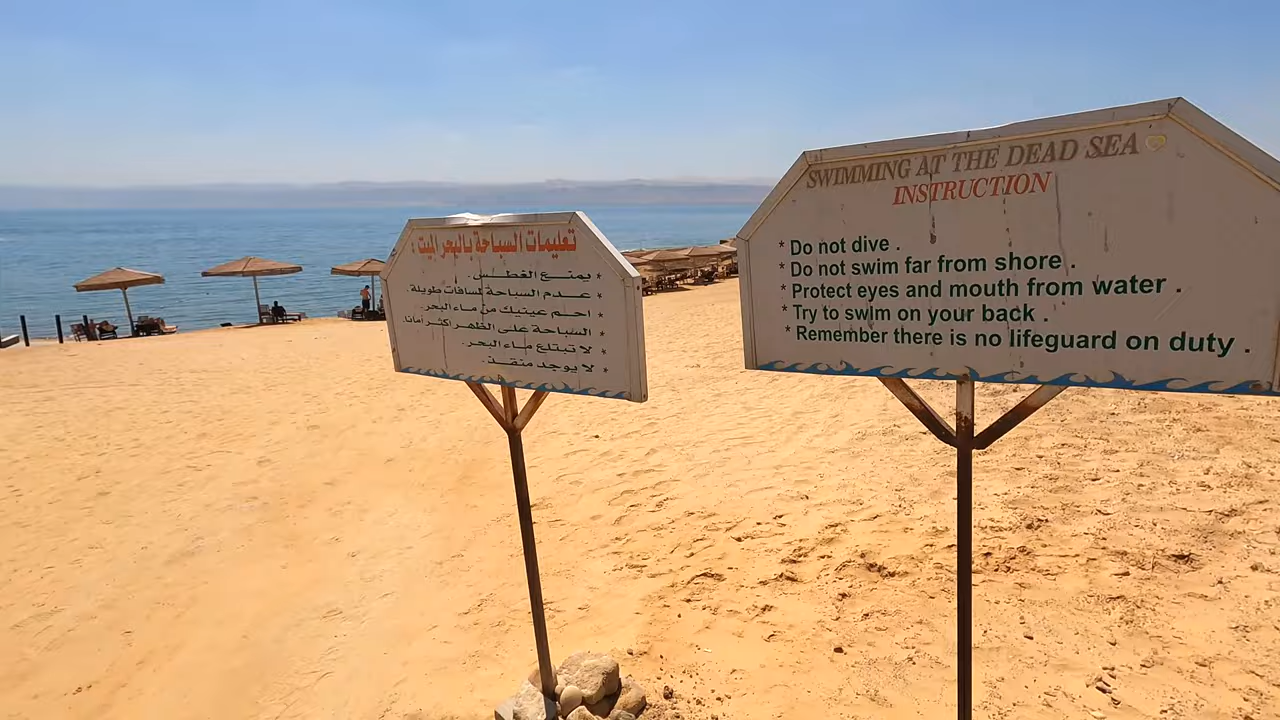 تعليمات السباحة بالبحر الميت :
* يمنع الغطس.
* عدم السباحة لمسافات طويلة.
* احم عينيك من ماء البحر.
* السباحة على الظهر أكثر أمانا.
* لا تبتلع ماء البحر.
* لا يوجد منقذ.
SWIMMING AT THE DEAD SEA
INSTRUCTION
* Do not dive .
* Do not swim far from shore .
* Protect eyes and mouth from water .
* Try to swim on your back .
* Remember there is no lifeguard on duty .